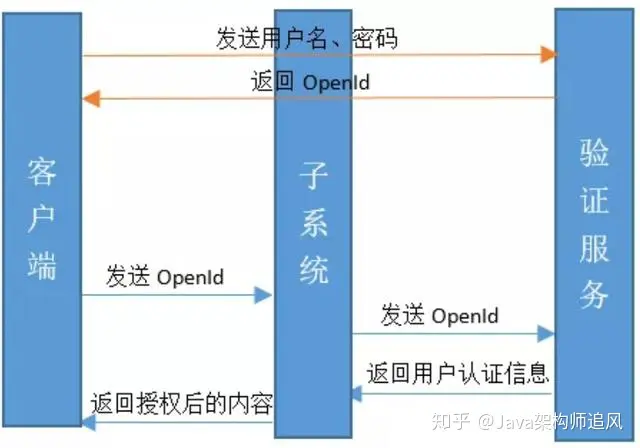 发送用户名、密码
返回 OpenId
客户端
子系统
验证服务
发送 OpenId
发送 OpenId
返回用户认证信息
返回授权后的内容
知乎 @Java架构师追风